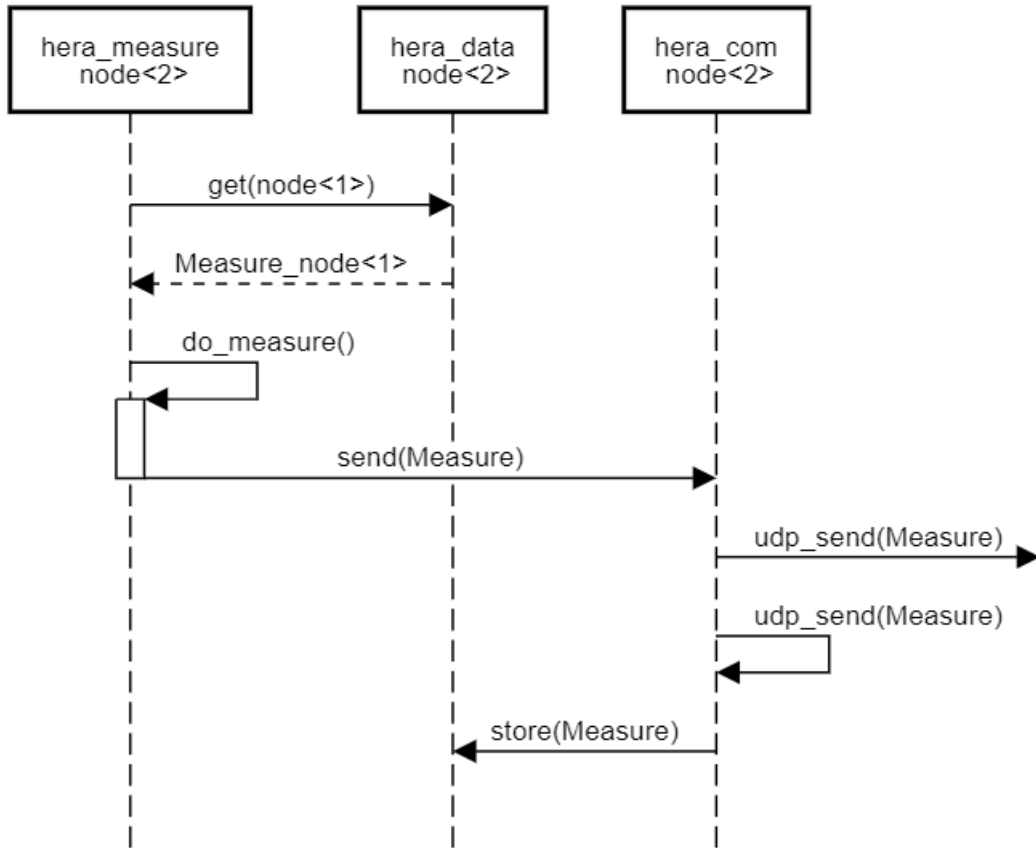 hera_measure
node<2>
hera_data
node<2>
hera_com
node<2>
get(node<1>)
Measure_node<1>
do_measure()
send(Measure)
udp_send(Measure)
udp_send(Measure)
store(Measure)